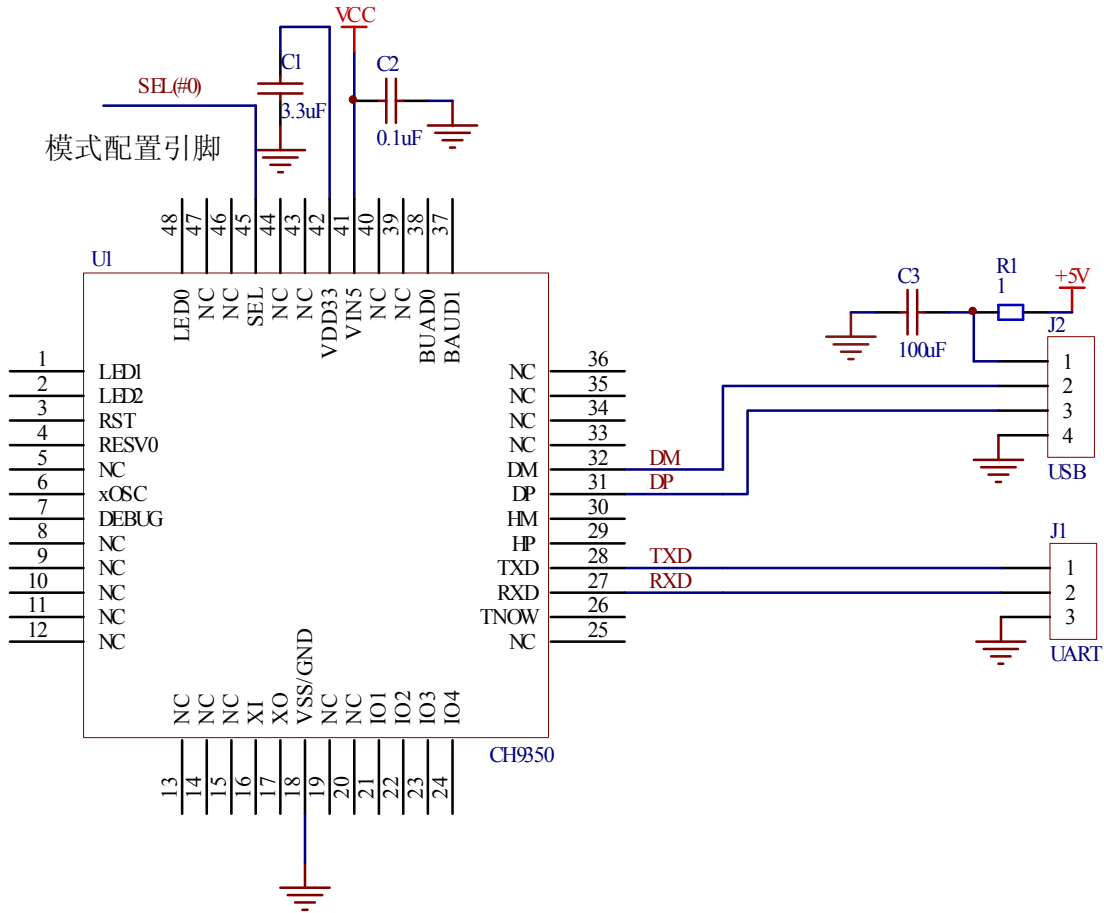 VCC
C1
C2
SEL(#0)
3.3uF
0.1uF
模式配置引脚
48
47
46
45
44
43
42
41
40
39
38
37
U1
LED0
NC
NC
SEL
NC
NC
VDD33
VIN5
NC
NC
BUAD0
BAUD1
1 LED1
2 LED2
3 RST
4 RESV0
5 NC
6 xOSC
7 DEBUG
8 NC
9 NC
10 NC
11 NC
12 NC
NC 36
NC 35
NC 34
NC 33
DM 32 DM
DP 31 DP
HM 30
HP 29
TXD 28 TXD
RXD 27 RXD
TNOW 26
NC 25
C3
100uF
R1
1
+5V
J2
1
2
3
4
USB
J1
1
2
3
UART
NC
NC
NC
XI
XO
VSS/GND
NC
NC
IO1
IO2
IO3
IO4
CH9350
13
14
15
16
17
18
19
20
21
22
23
24